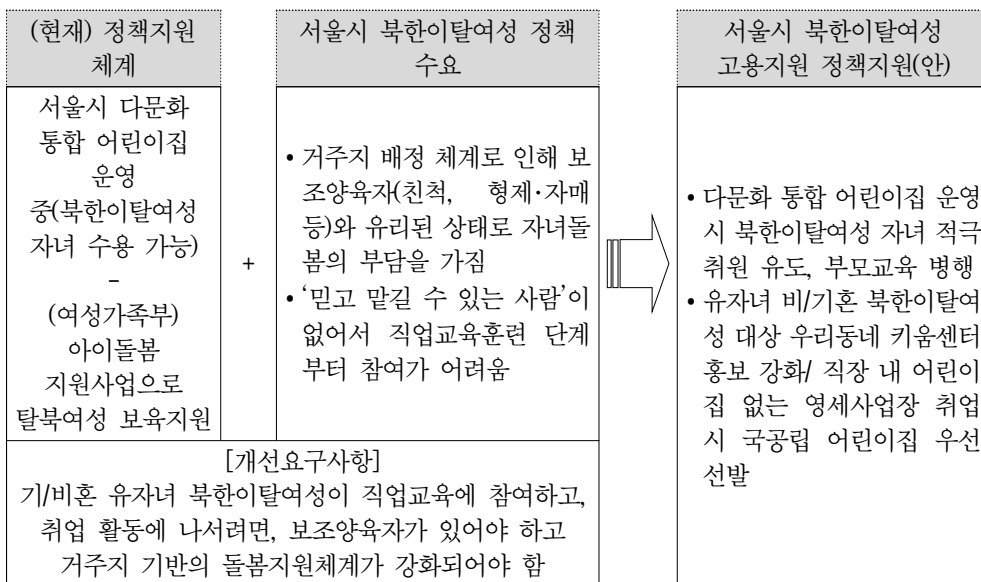 (현재) 정책지원
체계
서울시 다문화
통합 어린이집
운영
중(북한이탈여성
자녀 수용 가능)
-
(여성가족부)
아이돌봄
지원사업으로
탈북여성 보육지원
+
서울시 북한이탈여성 정책
수요
• 거주지 배정 체계로 인해 보
조양육자(친척, 형제·자매
등)와 유리된 상태로 자녀돌
봄의 부담을 가짐
• ‘믿고 맡길 수 있는 사람’이
없어서 직업교육훈련 단계
부터 참여가 어려움
[개선요구사항]
기/비혼 유자녀 북한이탈여성이 직업교육에 참여하고,
취업 활동에 나서려면, 보조양육자가 있어야 하고
거주지 기반의 돌봄지원체계가 강화되어야 함
서울시 북한이탈여성
고용지원 정책지원(안)
• 다문화 통합 어린이집 운영
시 북한이탈여성 자녀 적극
취원 유도, 부모교육 병행
• 유자녀 비/기혼 북한이탈여
성 대상 우리동네 키움센터
홍보 강화/ 직장 내 어린이
집 없는 영세사업장 취업
시 국공립 어린이집 우선
선발